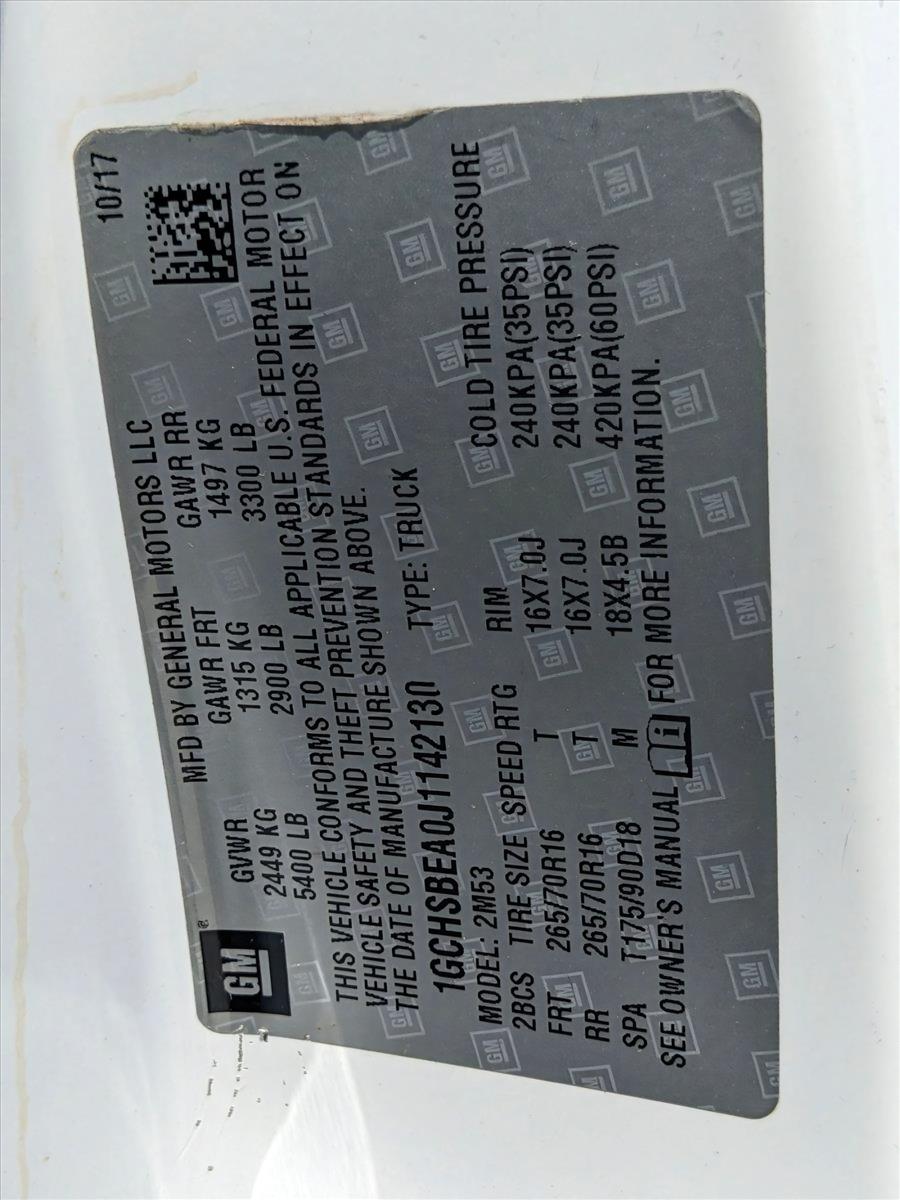 GM ®
MFD BY GENERAL MOTORS LLC 10/17
GVWR GAWR FRT GAWR RR
2449 KG 1315 KG 1497 KG
5400 LB 2900 LB 3300 LB
THIS VEHICLE CONFORMS TO ALL APPLICABLE U.S. FEDERAL MOTOR
VEHICLE SAFETY AND THEFT PREVENTION STANDARDS IN EFFECT ON
THE DATE OF MANUFACTURE SHOWN ABOVE.
1GCHSBEA0J1142130 TYPE: TRUCK
MODEL: 2M53
2BCS TIRE SIZE SPEED RTG RIM COLD TIRE PRESSURE
FRT 265/70R16 T 16X7.0J 240KPA(35PSI)
RR 265/70R16 T 16X7.0J 240KPA(35PSI)
SPA T175/90D18 M 18X4.5B 420KPA(60PSI)
SEE OWNER'S MANUAL i FOR MORE INFORMATION.